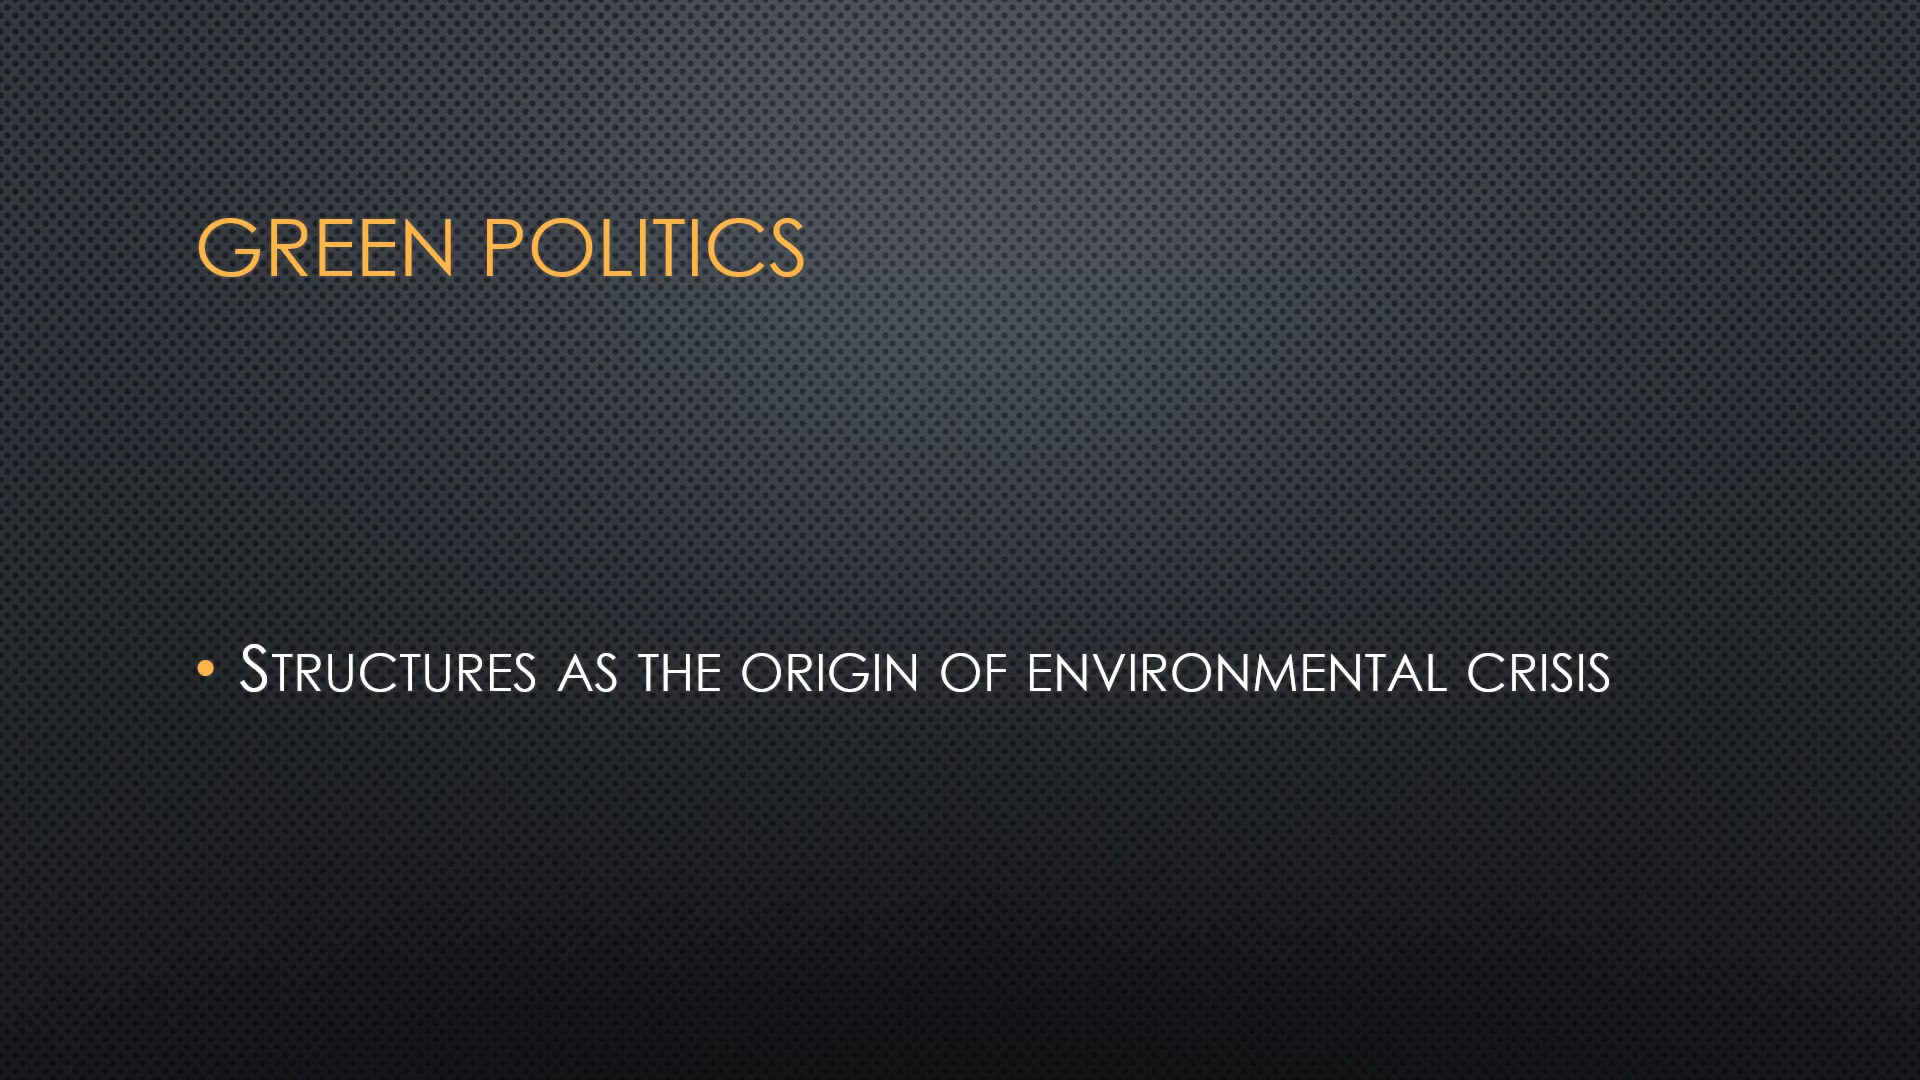 GREEN POLITICS
• Structures as the origin of environmental crisis